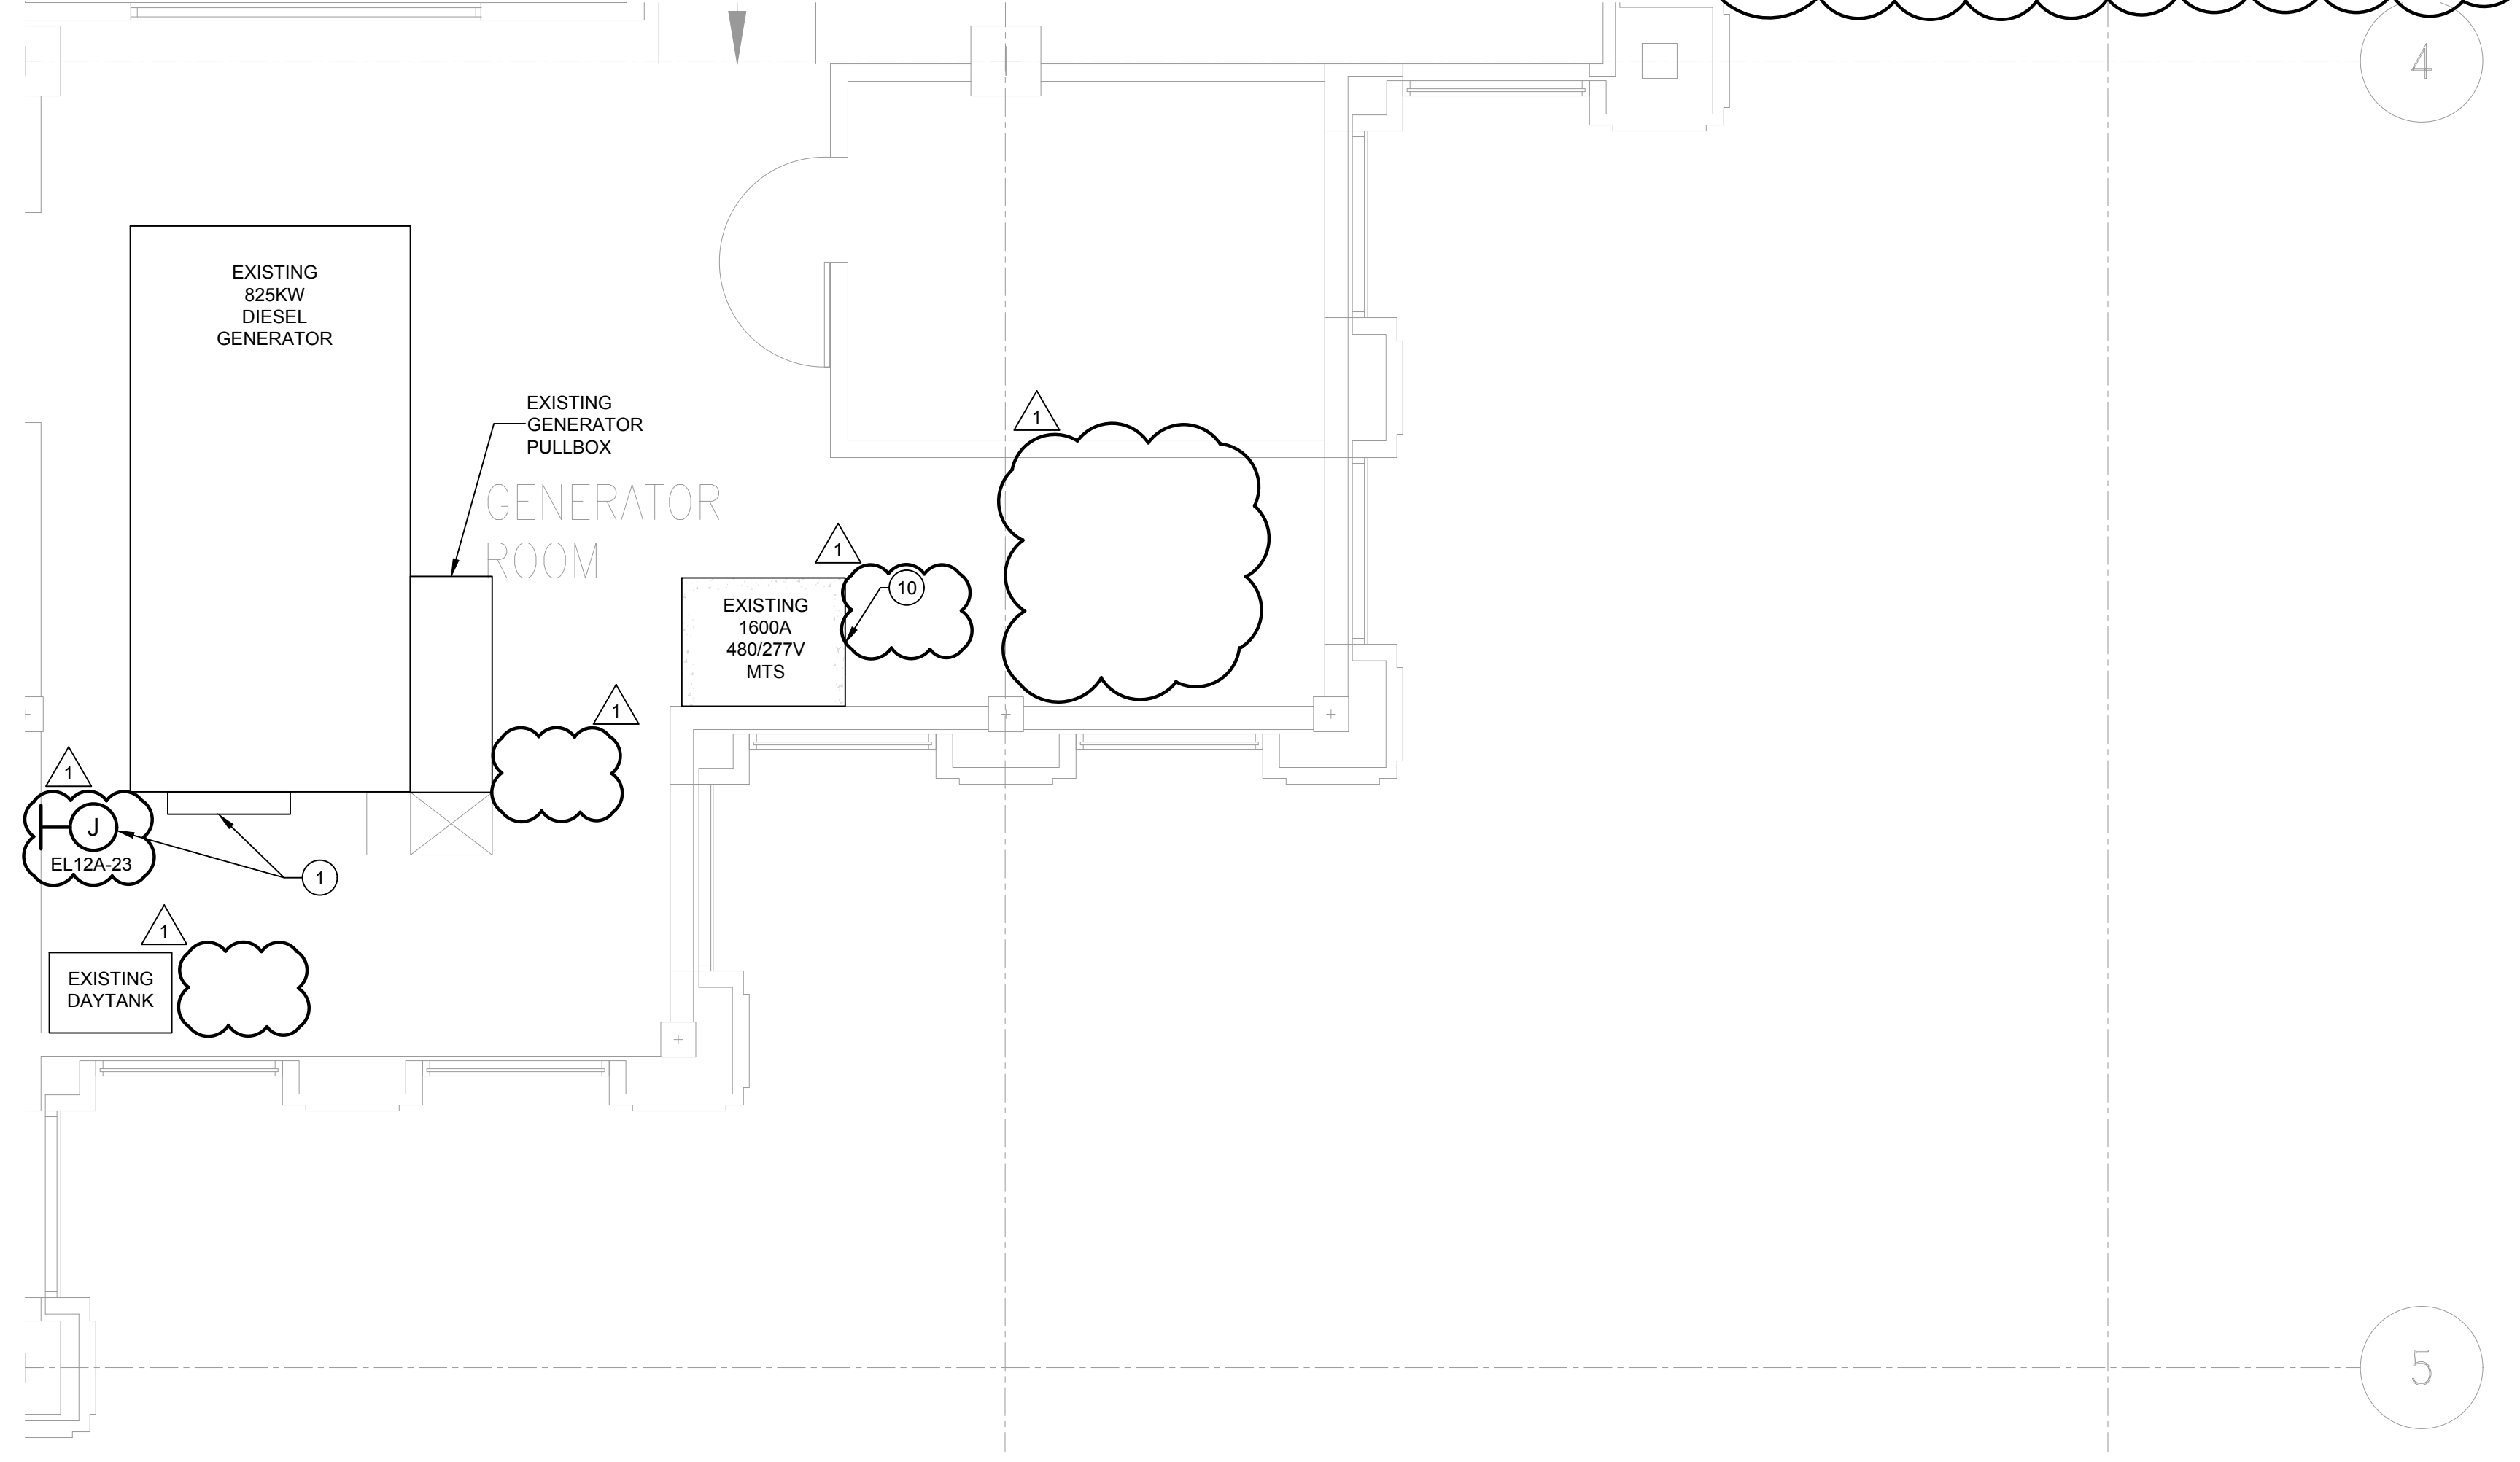 4
EXISTING
825KW
DIESEL
GENERATOR
EXISTING
GENERATOR
PULLBOX
1
GENERATOR
ROOM
1
10
EXISTING
1600A
480/277V
MTS
1
1
J
EL12A-23
1
1
EXISTING
DAYTANK
5